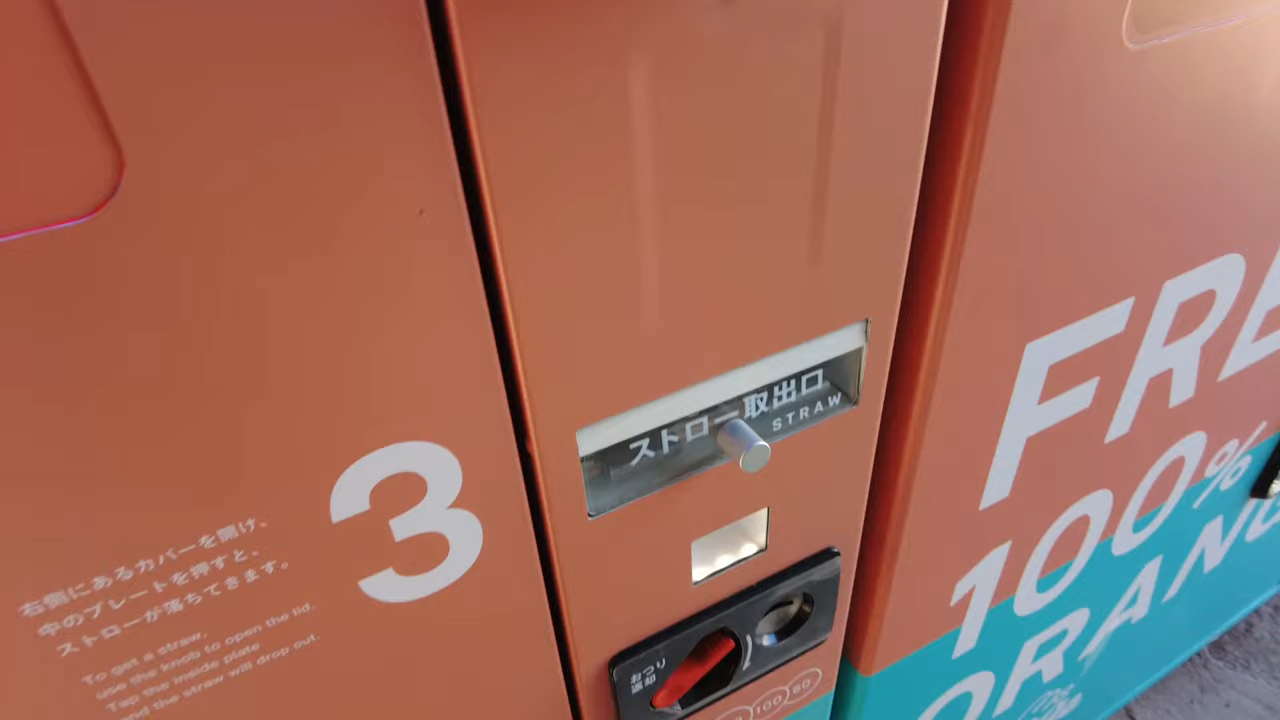 3
右側にあるカバーを開け、
中のプレートを押すと、
ストローが落ちてきます。
To get a straw,
use the knob to open the lid.
Tap the inside plate
and the straw will drop out.
ストロー取出口
STRAW
おつり
返却
100
FRE
100%
ORANG